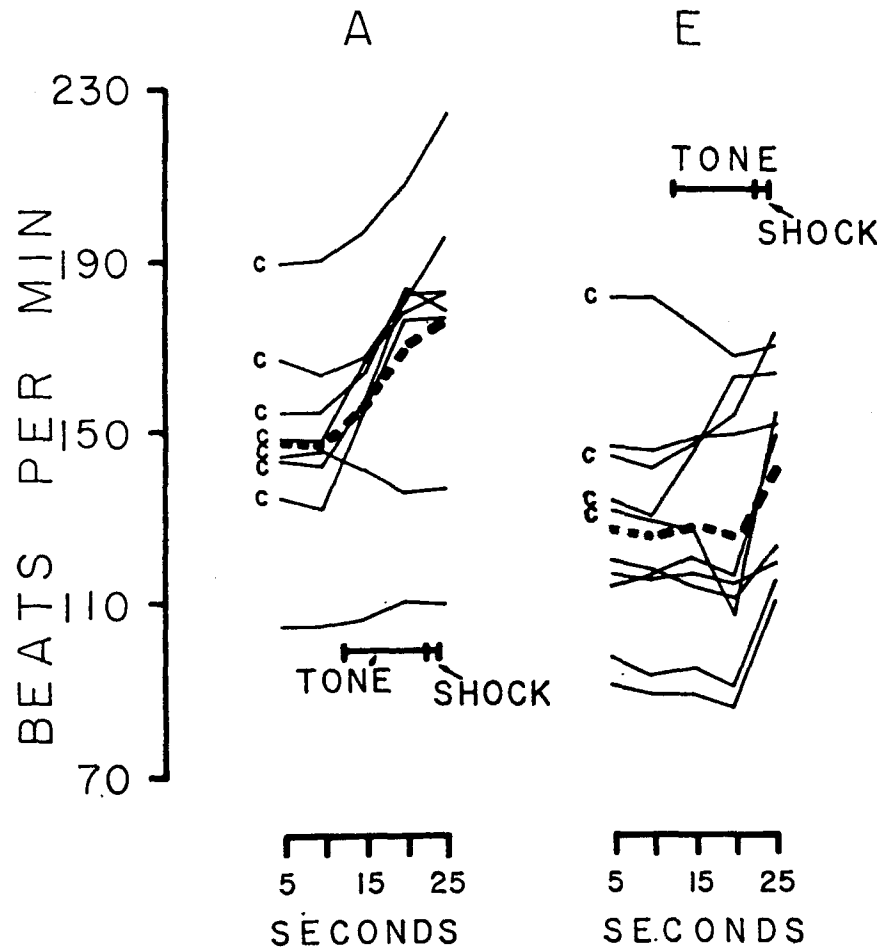 A
E
230
190
150
110
70
BEATS PER MIN
c
c
c
c
c
c
c
TONE
SHOCK
5 15 25
SECONDS
TONE
SHOCK
c
c
c
c
5 15 25
SECONDS